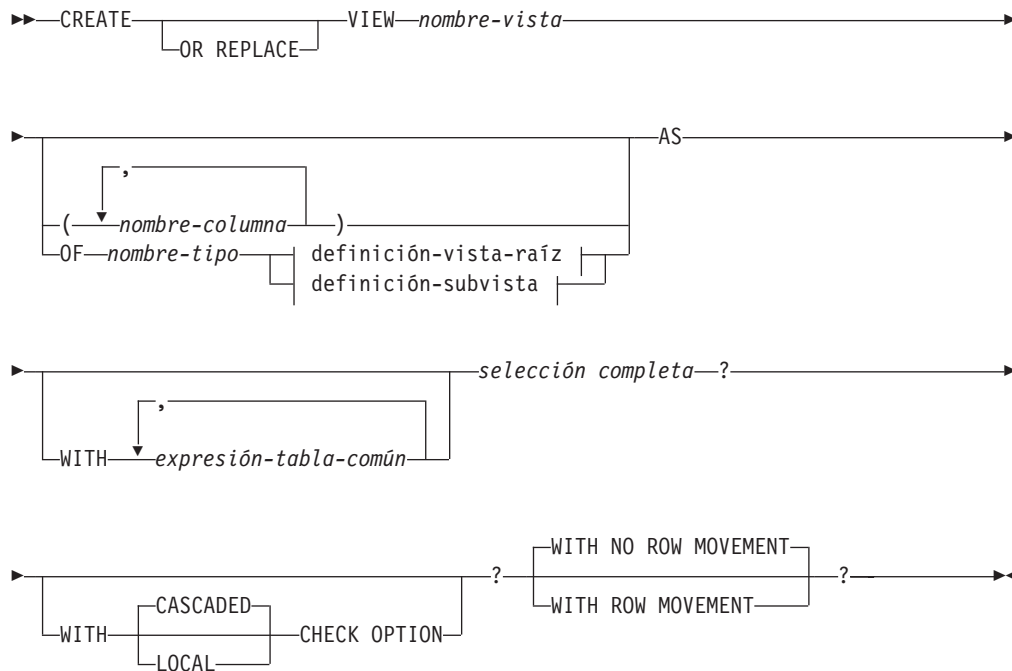 CREATE VIEW nombre-vista
OR REPLACE
AS
,
( nombre-columna )
OF nombre-tipo definición-vista-raíz
definición-subvista
selección completa ?
,
WITH expresión-tabla-común
WITH NO ROW MOVEMENT
? ?
WITH ROW MOVEMENT
CASCADED
WITH CHECK OPTION
LOCAL